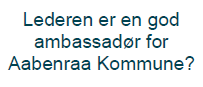 Lederen er en god
ambassadør for
Aabenraa Kommune?